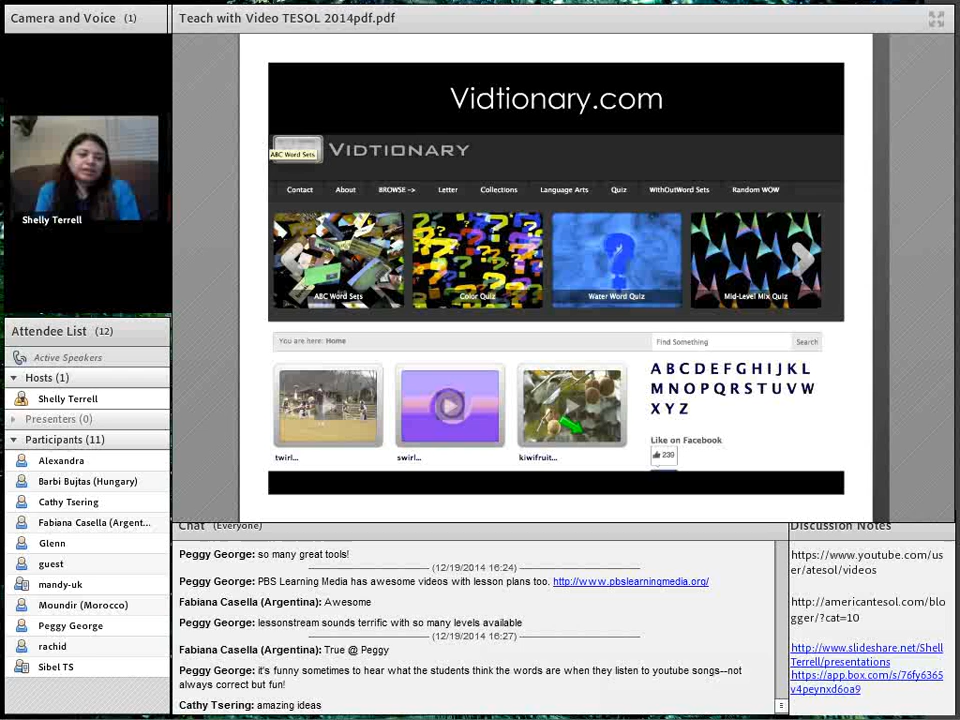 Camera and Voice (1)
Teach with Video TESOL 2014pdf.pdf
Shelly Terrell
Vidtionary.com
ABC Word Sets
VIDTIONARY
Contact About BROWSE -> Letter Collections Language Arts Quiz WithOutWord Sets Random WOW
ABC Word Sets Color Quiz Water Word Quiz Mid-Level Mix Quiz
You are here: Home
Find Something Search
twirl... swirl... kiwifruit...
A B C D E F G H I J K L
M N O P Q R S T U V W
X Y Z
Like on Facebook
239
Attendee List (12)
Active Speakers
Hosts (1)
Shelly Terrell
Presenters (0)
Participants (11)
Alexandra
Barbi Bujtas (Hungary)
Cathy Tsering
Fabiana Casella (Argent...
Glenn
guest
mandy-uk
Moundir (Morocco)
Peggy George
rachid
Sibel TS
Chat (Everyone)
Peggy George: so many great tools!
(12/19/2014 16:24)
Peggy George: PBS Learning Media has awesome videos with lesson plans too. http://www.pbslearningmedia.org/
Fabiana Casella (Argentina): Awesome
Peggy George: lessonstream sounds terrific with so many levels available
(12/19/2014 16:27)
Fabiana Casella (Argentina): True @ Peggy
Peggy George: it's funny sometimes to hear what the students think the words are when they listen to youtube songs--not
always correct but fun!
Cathy Tsering: amazing ideas
Discussion Notes
https://www.youtube.com/us
er/atesol/videos
http://americantesol.com/blo
gger/?cat=10
http://www.slideshare.net/Shell
Terrell/presentations
https://app.box.com/s/76fy6365
v4peynxd6oa9